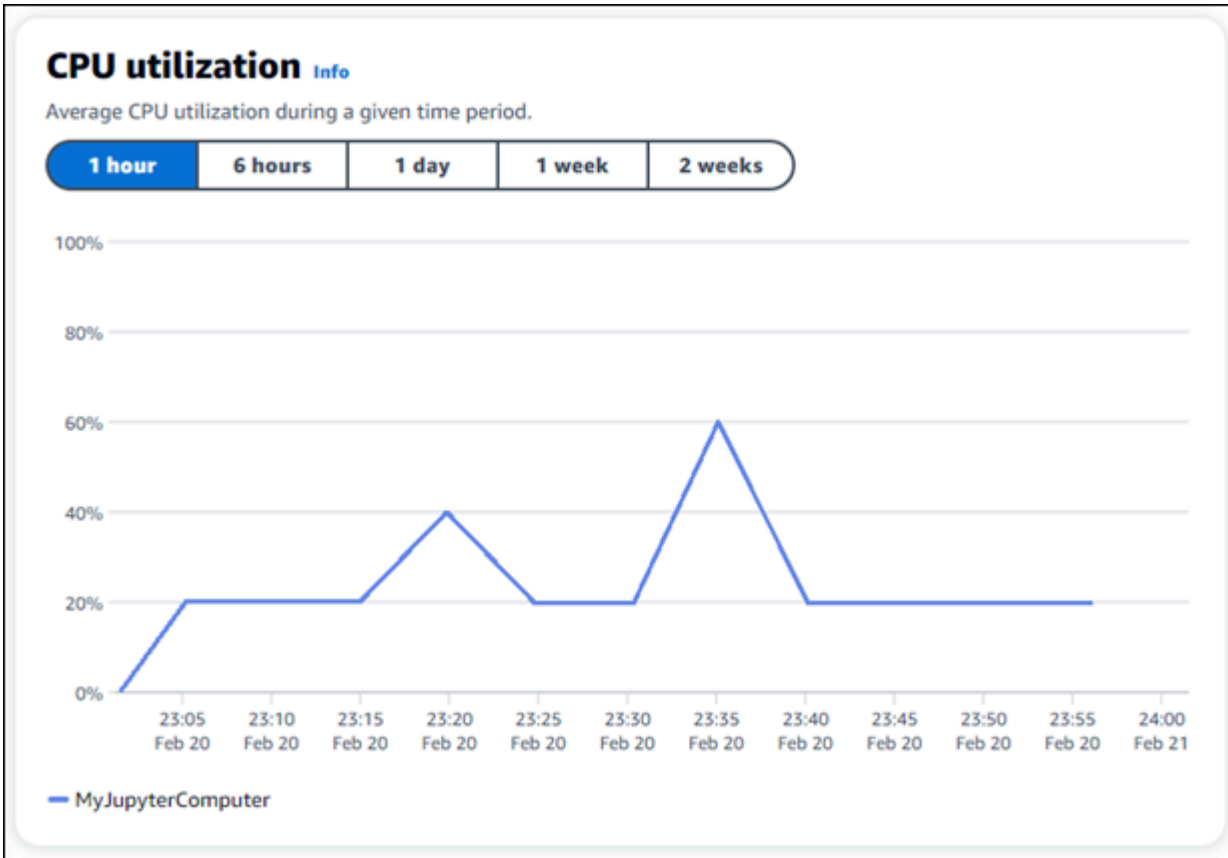 CPU utilization Info
Average CPU utilization during a given time period.
1 hour 6 hours 1 day 1 week 2 weeks
100%
80%
60%
40%
20%
0%
23:05 23:10 23:15 23:20 23:25 23:30 23:35 23:40 23:45 23:50 23:55 24:00
Feb 20 Feb 20 Feb 20 Feb 20 Feb 20 Feb 20 Feb 20 Feb 20 Feb 20 Feb 20 Feb 20 Feb 21
MyJupyterComputer